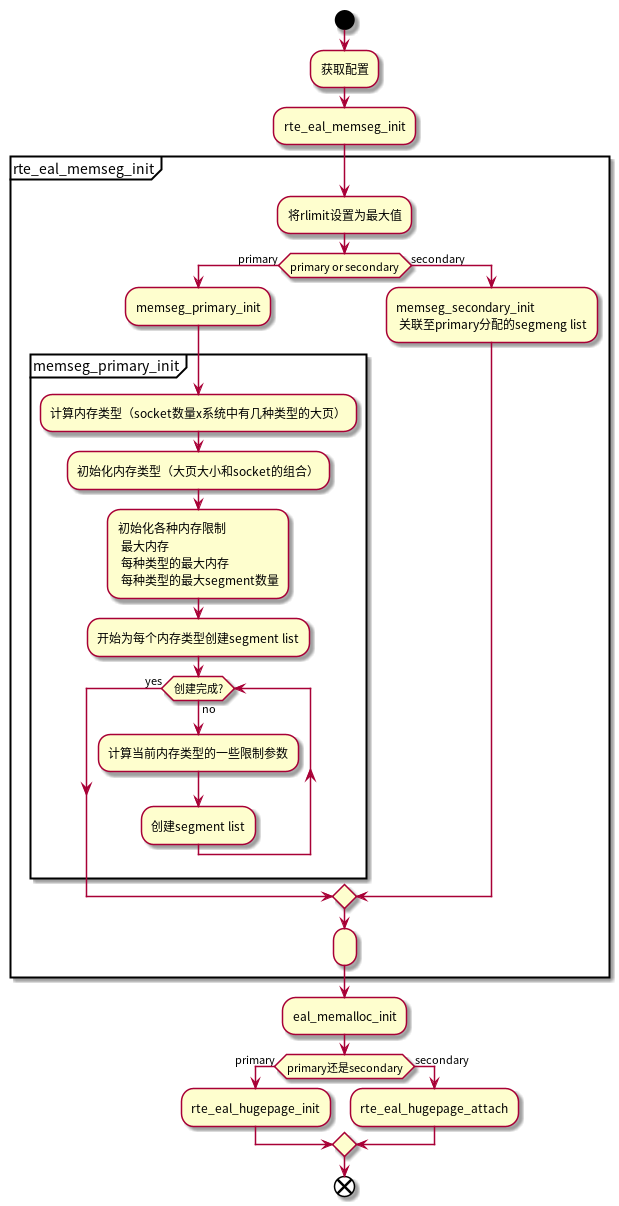 获取配置
rte_eal_memseg_init
rte_eal_memseg_init
将rlimit设置为最大值
primary
primary or secondary
secondary
memseg_primary_init
memseg_secondary_init
关联至primary分配的segmeng list
memseg_primary_init
计算内存类型（socket数量x系统中有几种类型的大页）
初始化内存类型（大页大小和socket的组合）
初始化各种内存限制
最大内存
每种类型的最大内存
每种类型的最大segment数量
开始为每个内存类型创建segment list
yes
创建完成?
no
计算当前内存类型的一些限制参数
创建segment list
eal_memalloc_init
primary
primary还是secondary
secondary
rte_eal_hugepage_init
rte_eal_hugepage_attach